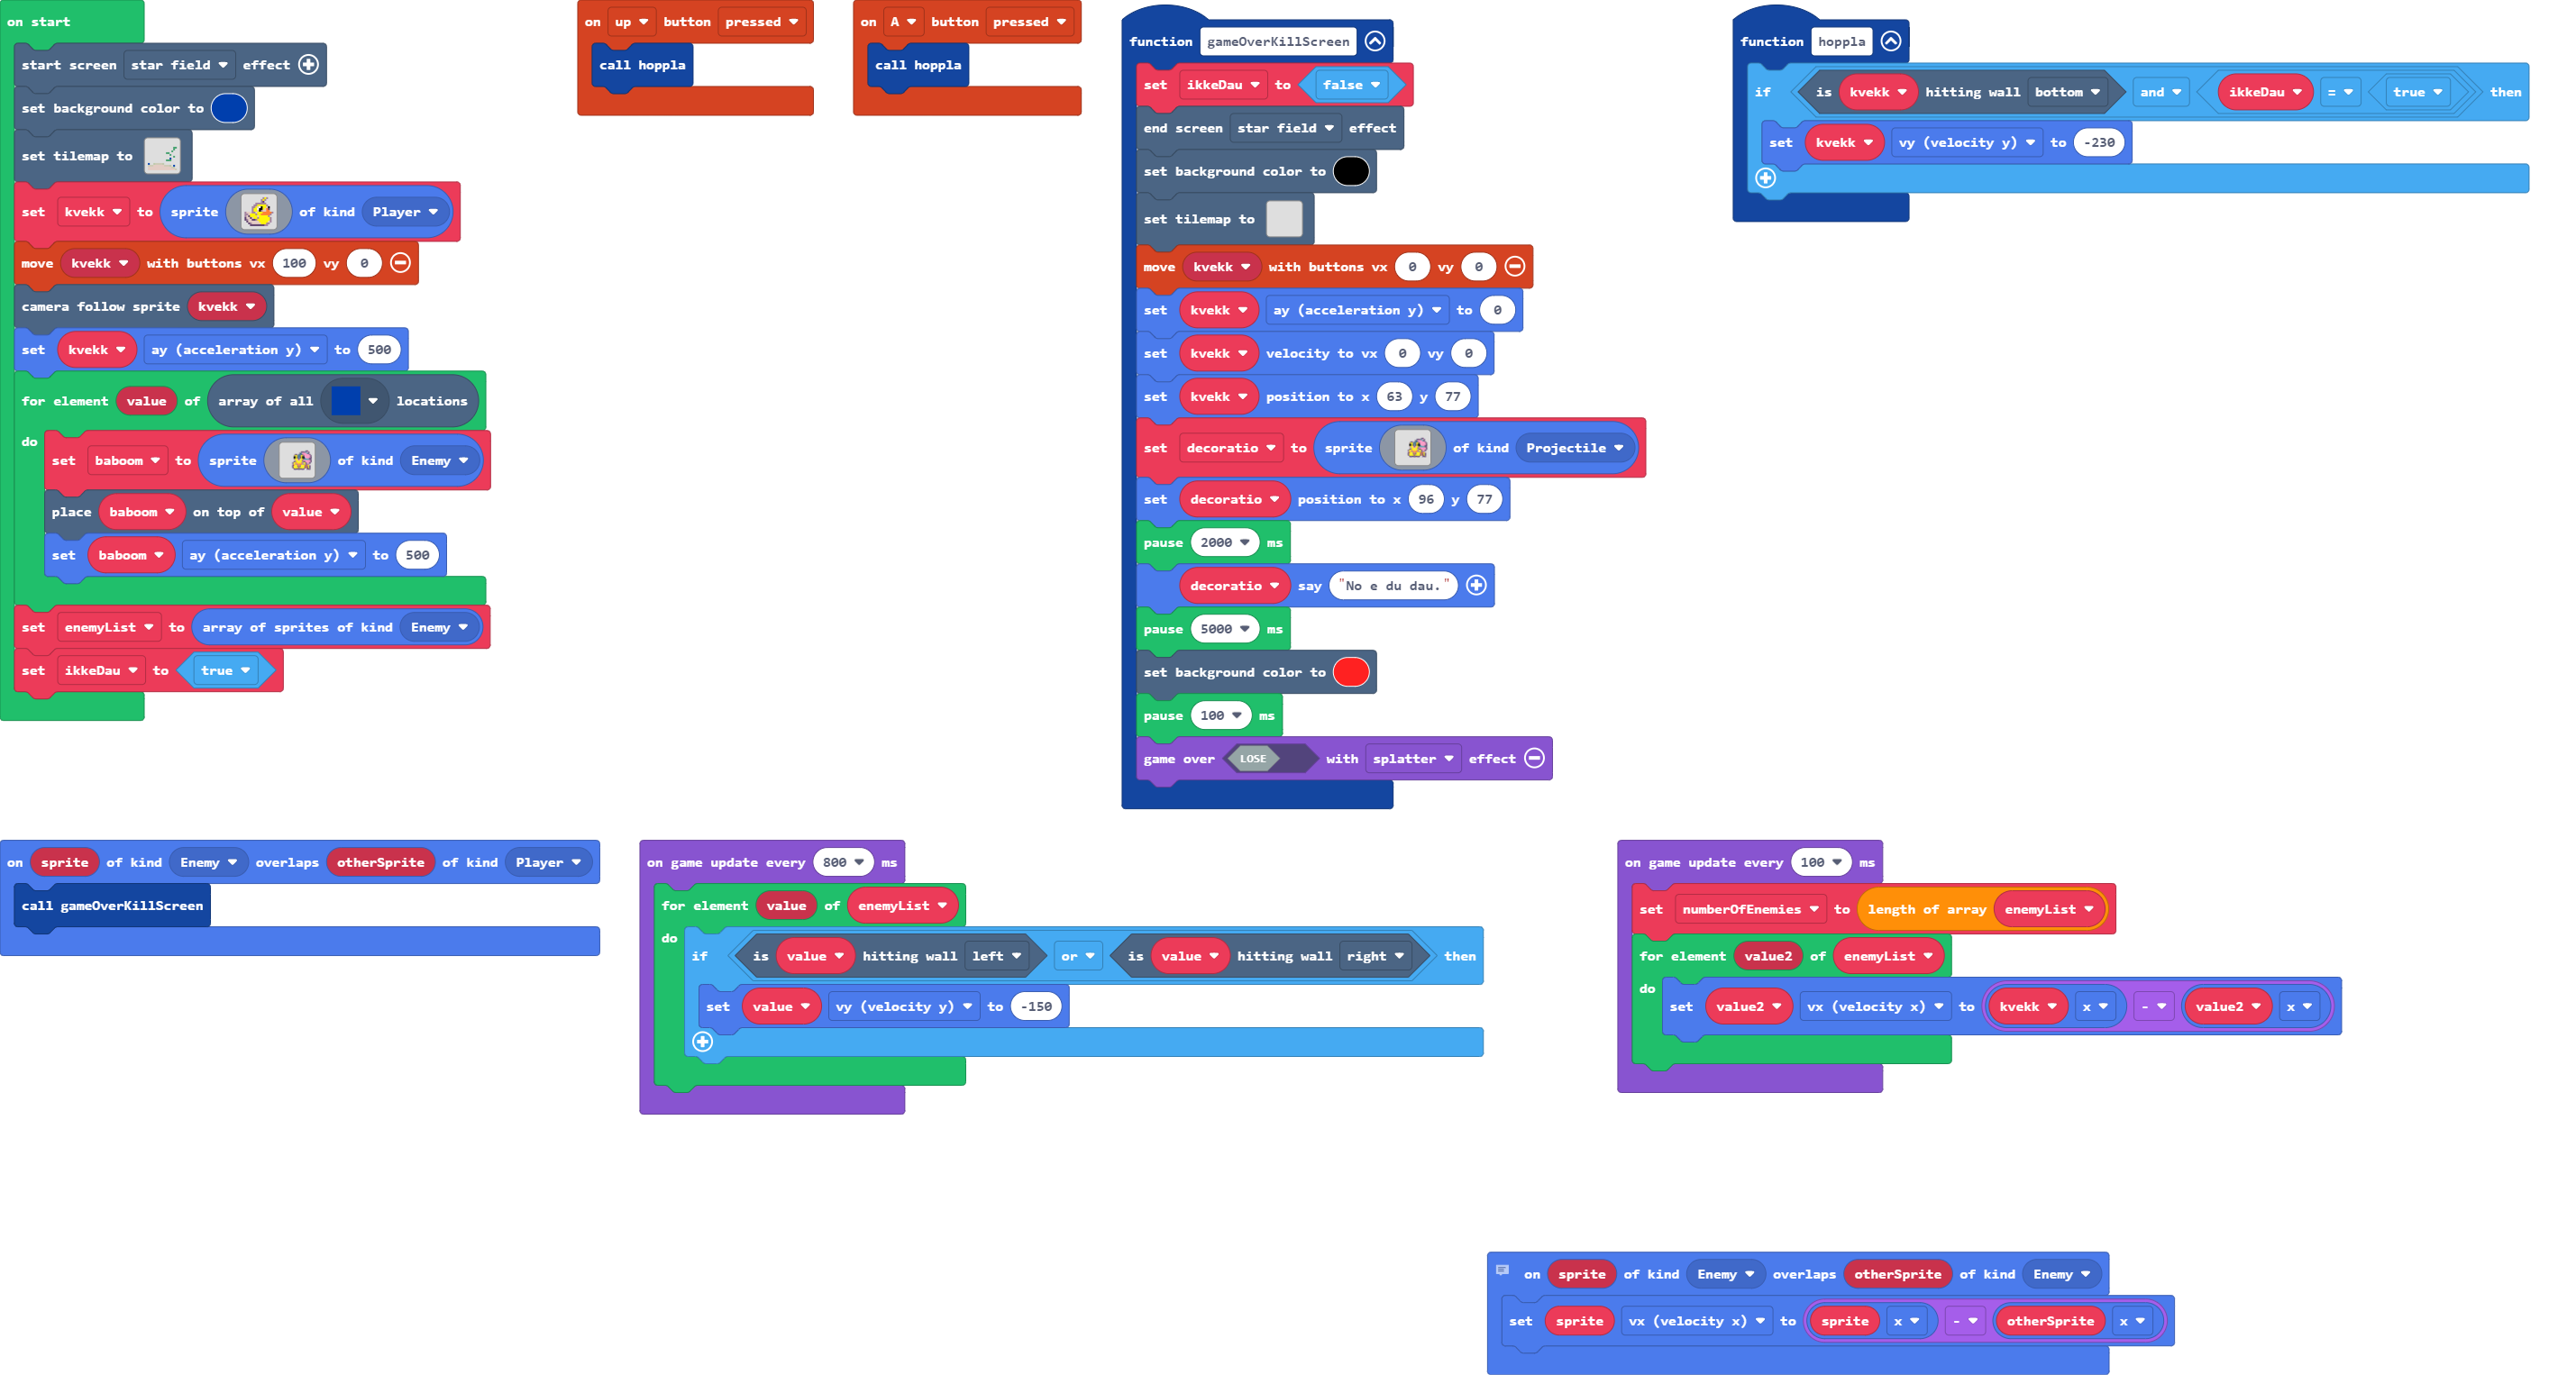 on start
start screen star field effect
set background color to
set tilemap to
set kvekk to sprite of kind Player
move kvekk with buttons vx 100 vy 0
camera follow sprite kvekk
set kvekk ay (acceleration y) to 500
for element value of array of all locations
do
set baboom to sprite of kind Enemy
place baboom on top of value
set baboom ay (acceleration y) to 500
set enemyList to array of sprites of kind Enemy
set ikkeDau to true
on up button pressed
call hoppla
on A button pressed
call hoppla
function gameOverKillScreen
set ikkeDau to false
end screen star field effect
set background color to
set tilemap to
move kvekk with buttons vx 0 vy 0
set kvekk ay (acceleration y) to 0
set kvekk velocity to vx 0 vy 0
set kvekk position to x 63 y 77
set decoratio to sprite of kind Projectile
set decoratio position to x 96 y 77
pause 2000 ms
decoratio say "No e du dau."
pause 5000 ms
set background color to
pause 100 ms
game over LOSE with splatter effect
function hoppla
if is kvekk hitting wall bottom and ikkeDau = true then
set kvekk vy (velocity y) to -230
on sprite of kind Enemy overlaps otherSprite of kind Player
call gameOverKillScreen
on game update every 800 ms
for element value of enemyList
do
if is value hitting wall left or is value hitting wall right then
set value vy (velocity y) to -150
on game update every 100 ms
set numberOfEnemies to length of array enemyList
for element value2 of enemyList
do
set value2 vx (velocity x) to kvekk x - value2 x
on sprite of kind Enemy overlaps otherSprite of kind Enemy
set sprite vx (velocity x) to sprite x - otherSprite x